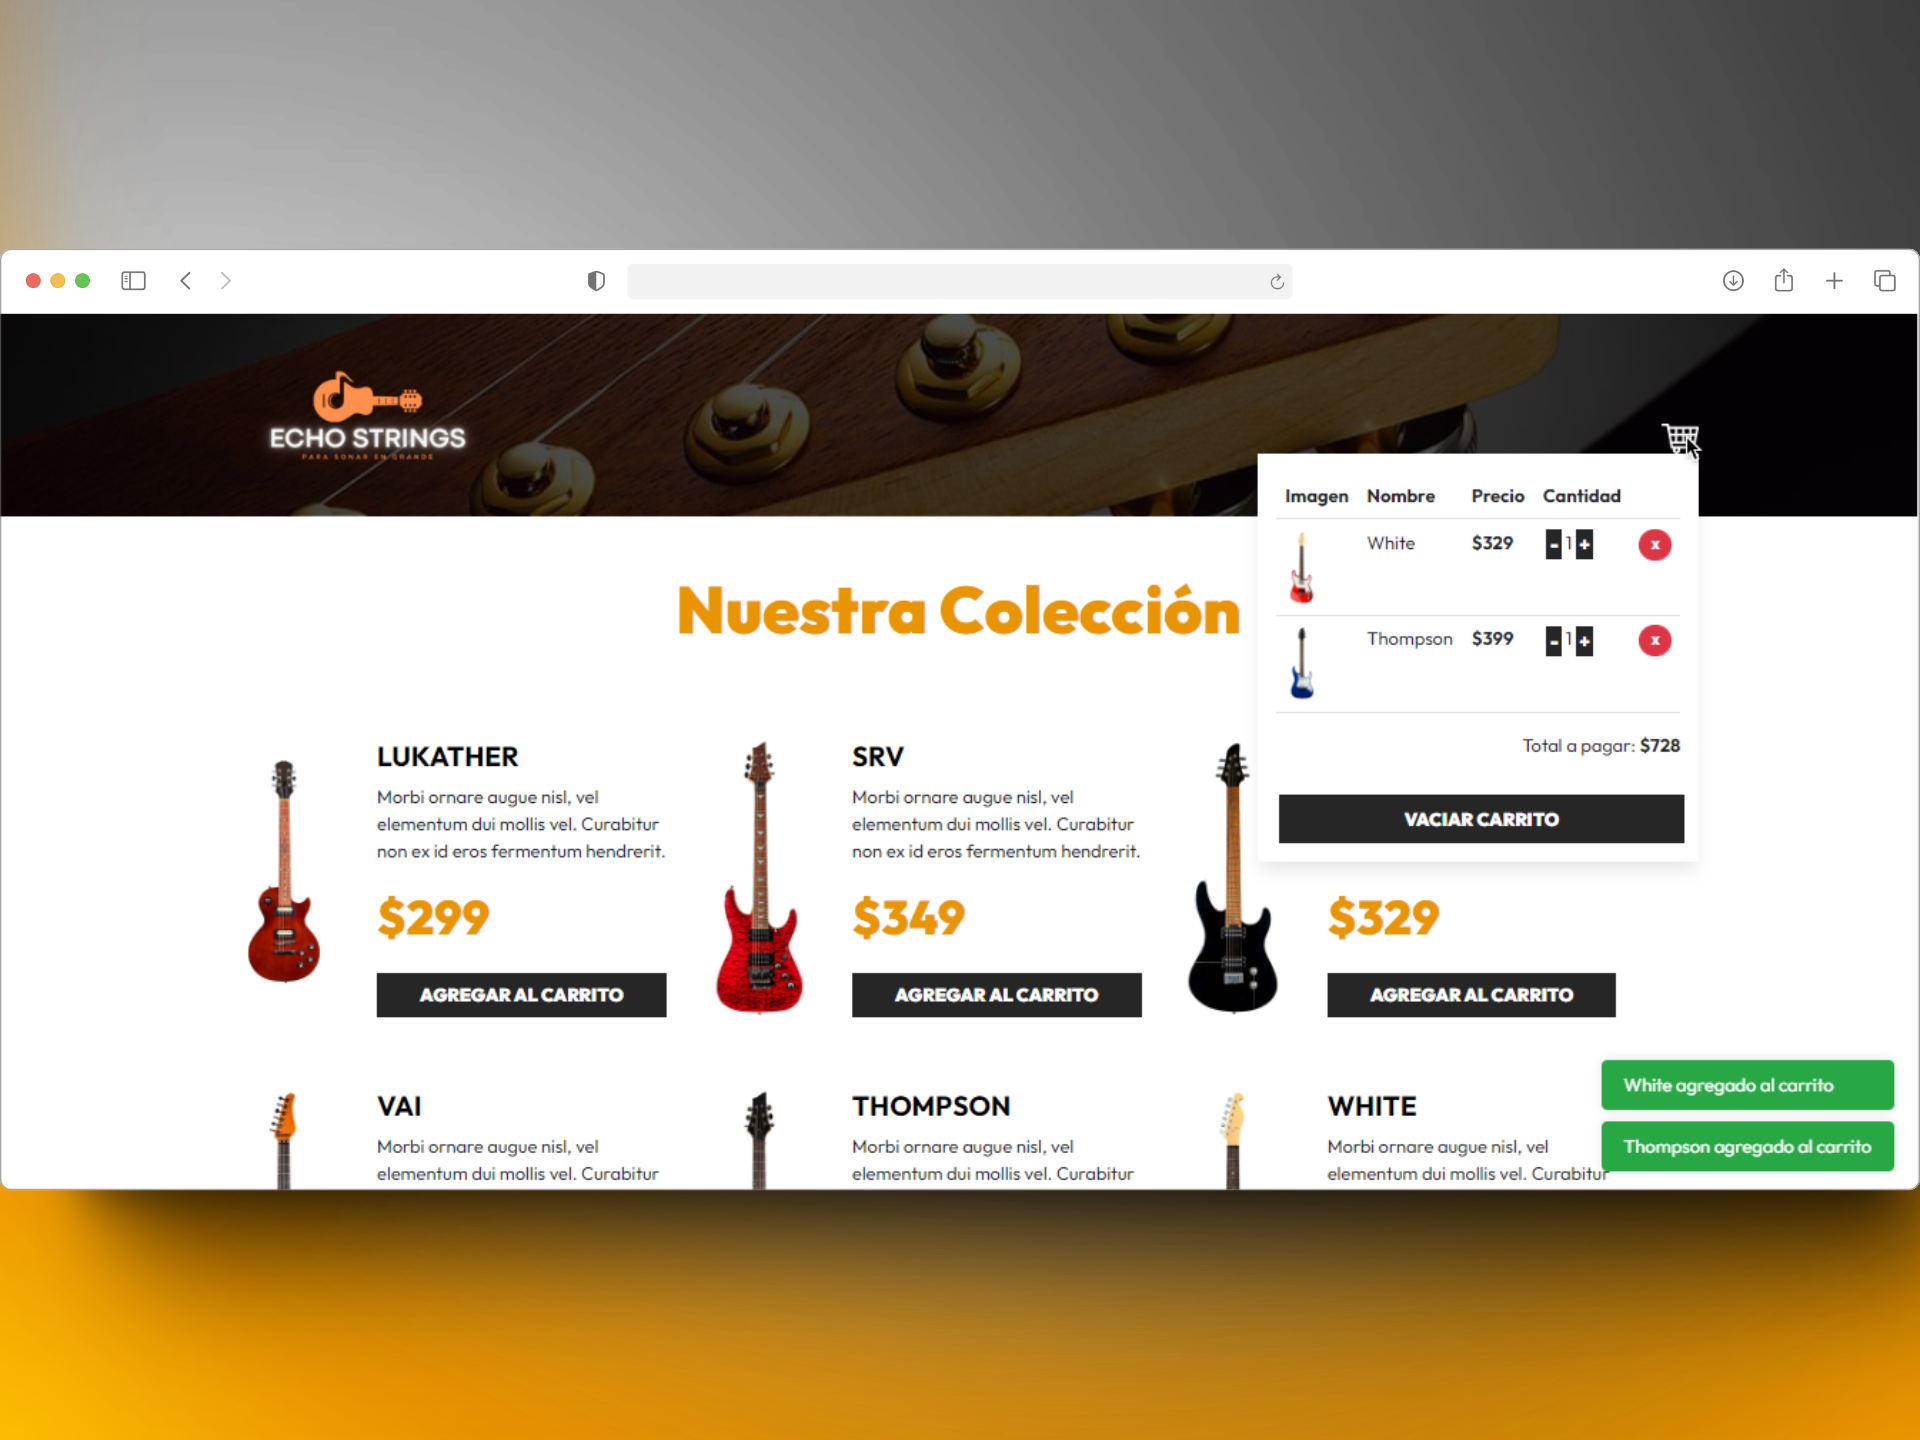 ECHO STRINGS
PARA SONAR EN GRANDE
Imagen Nombre Precio Cantidad
White $329 - 1 + x
Thompson $399 - 1 + x
Total a pagar: $728
VACIAR CARRITO
Nuestra Colección
LUKATHER
Morbi ornare augue nisl, vel
elementum dui mollis vel. Curabitur
non ex id eros fermentum hendrerit.
$299
AGREGAR AL CARRITO
SRV
Morbi ornare augue nisl, vel
elementum dui mollis vel. Curabitur
non ex id eros fermentum hendrerit.
$349
AGREGAR AL CARRITO
$329
AGREGAR AL CARRITO
VAI
Morbi ornare augue nisl, vel
elementum dui mollis vel. Curabitur
THOMPSON
Morbi ornare augue nisl, vel
elementum dui mollis vel. Curabitur
WHITE
Morbi ornare augue nisl, vel
elementum dui mollis vel. Curabitur
White agregado al carrito
Thompson agregado al carrito